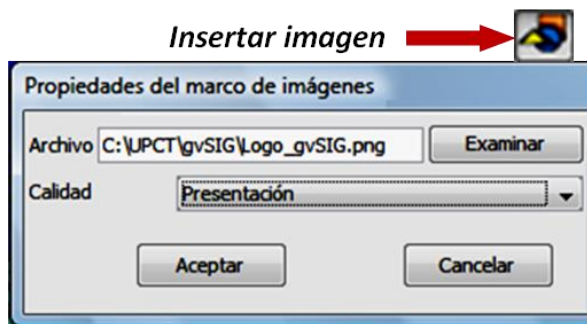 Insertar imagen
Propiedades del marco de imágenes
Archivo C:\UPCT\gvSIG\Logo_gvSIG.png Examinar
Calidad Presentación
Aceptar Cancelar